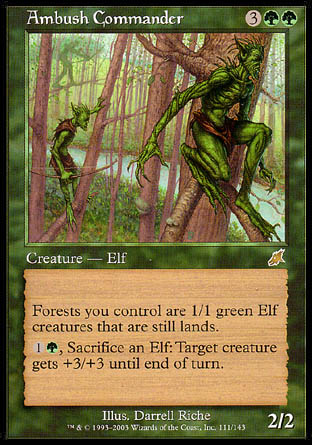 Ambush Commander 3
Creature — Elf
Forests you control are 1/1 green Elf
creatures that are still lands.
1, Sacrifice an Elf: Target creature
gets +3/+3 until end of turn.
Illus. Darrell Riche
™ & © 1993–2003 Wizards of the Coast, Inc. 111/143
2/2